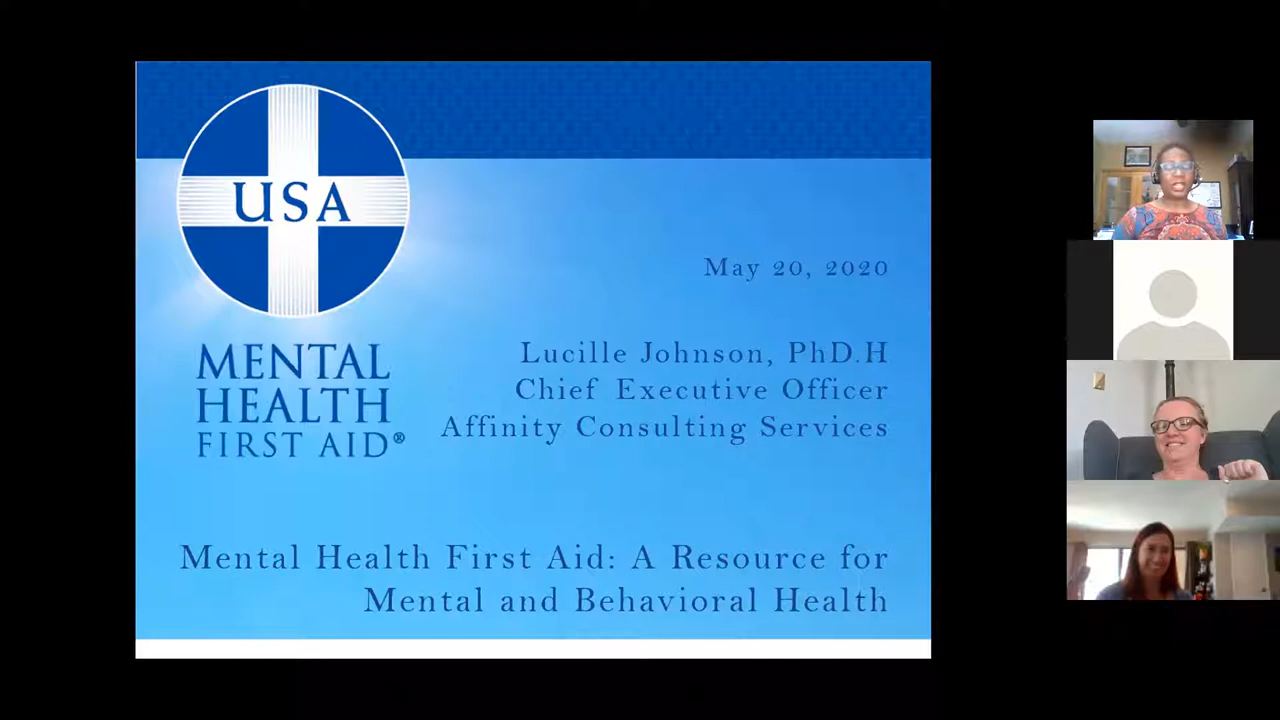 USA
MENTAL
HEALTH
FIRST AID®
May 20, 2020
Lucille Johnson, PhD.H
Chief Executive Officer
Affinity Consulting Services
Mental Health First Aid: A Resource for
Mental and Behavioral Health